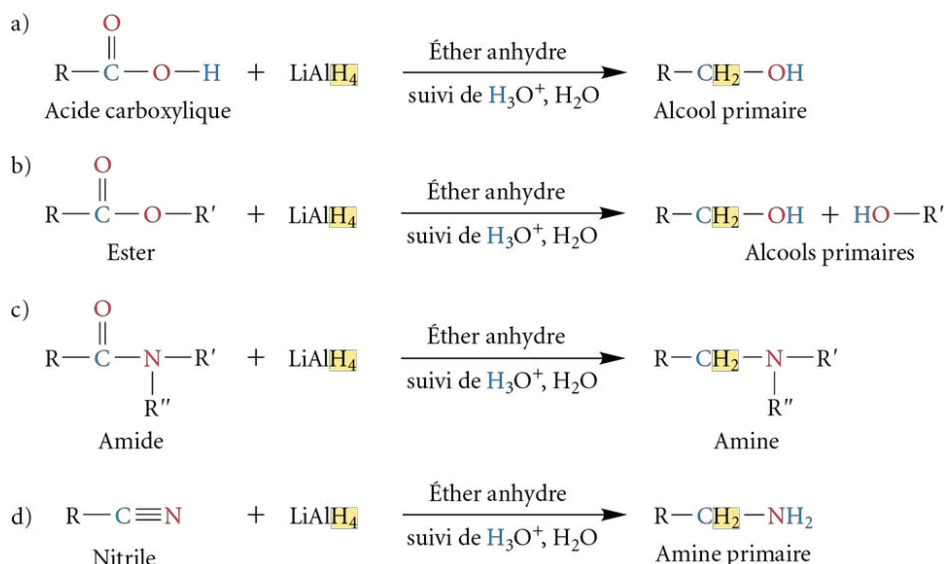 a)
O
R—C—O—H + LiAlH₄ Éther anhydre R—CH₂—OH
suivi de H₃O⁺, H₂O
Acide carboxylique Alcool primaire
b)
O
R—C—O—R′ + LiAlH₄ Éther anhydre R—CH₂—OH + HO—R′
suivi de H₃O⁺, H₂O
Ester Alcools primaires
c)
O
R—C—N—R′ + LiAlH₄ Éther anhydre R—CH₂—N—R′
suivi de H₃O⁺, H₂O
R″ R″
Amide Amine
Éther anhydre
d) R—C≡N + LiAlH₄ R—CH₂—NH₂
suivi de H₃O⁺, H₂O
Nitrile Amine primaire